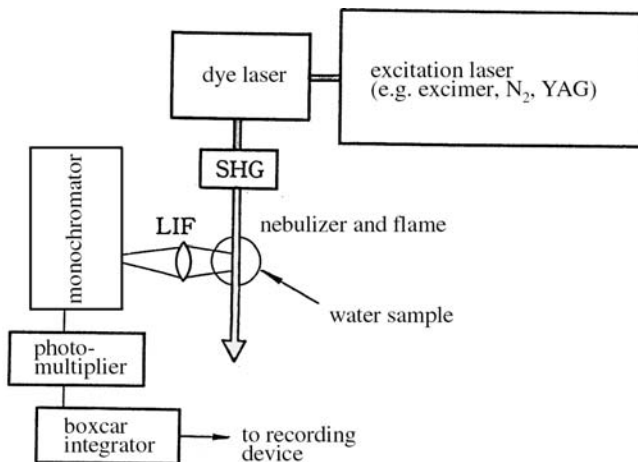 dye laser
excitation laser
(e.g. excimer, N₂, YAG)
SHG
monochromator
LIF
nebulizer and flame
water sample
photo-
multiplier
boxcar
integrator
to recording
device